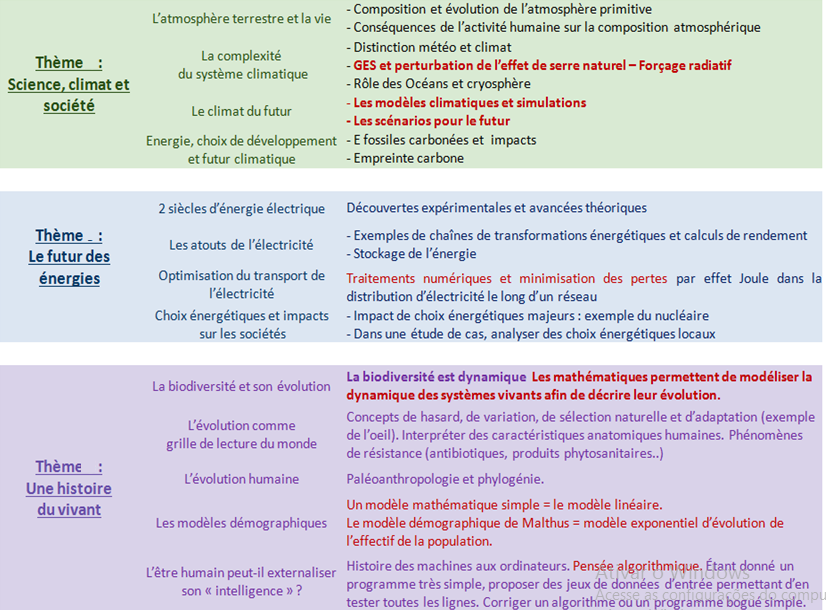 Thème :
Science, climat et
société
L'atmosphère terrestre et la vie
- Composition et évolution de l'atmosphère primitive
- Conséquences de l'activité humaine sur la composition atmosphérique
La complexité
du système climatique
- Distinction météo et climat
- GES et perturbation de l'effet de serre naturel – Forçage radiatif
- Rôle des Océans et cryosphère
Le climat du futur
- Les modèles climatiques et simulations
- Les scénarios pour le futur
Energie, choix de développement
et futur climatique
- E fossiles carbonées et impacts
- Empreinte carbone
Thème :
Le futur des
énergies
2 siècles d'énergie électrique
Découvertes expérimentales et avancées théoriques
Les atouts de l'électricité
- Exemples de chaînes de transformations énergétiques et calculs de rendement
- Stockage de l'énergie
Optimisation du transport de
l'électricité
Traitements numériques et minimisation des pertes par effet Joule dans la
distribution d'électricité le long d'un réseau
Choix énergétiques et impacts
sur les sociétés
- Impact de choix énergétiques majeurs : exemple du nucléaire
- Dans une étude de cas, analyser des choix énergétiques locaux
Thème :
Une histoire
du vivant
La biodiversité et son évolution
La biodiversité est dynamique Les mathématiques permettent de modéliser la
dynamique des systèmes vivants afin de décrire leur évolution.
L'évolution comme
grille de lecture du monde
Concepts de hasard, de variation, de sélection naturelle et d'adaptation (exemple
de l'oeil). Interpréter des caractéristiques anatomiques humaines. Phénomènes
de résistance (antibiotiques, produits phytosanitaires..)
L'évolution humaine
Paléoanthropologie et phylogénie.
Les modèles démographiques
Un modèle mathématique simple = le modèle linéaire.
Le modèle démographique de Malthus = modèle exponentiel d'évolution de
l'effectif de la population.
L'être humain peut-il externaliser
son « intelligence » ?
Histoire des machines aux ordinateurs. Pensée algorithmique. Étant donné un
programme très simple, proposer des jeux de données d'entrée permettant d'en
tester toutes les lignes. Corriger un algorithme ou un programme bogué simple.
Ativar o Windows
Acesse as configurações do compu